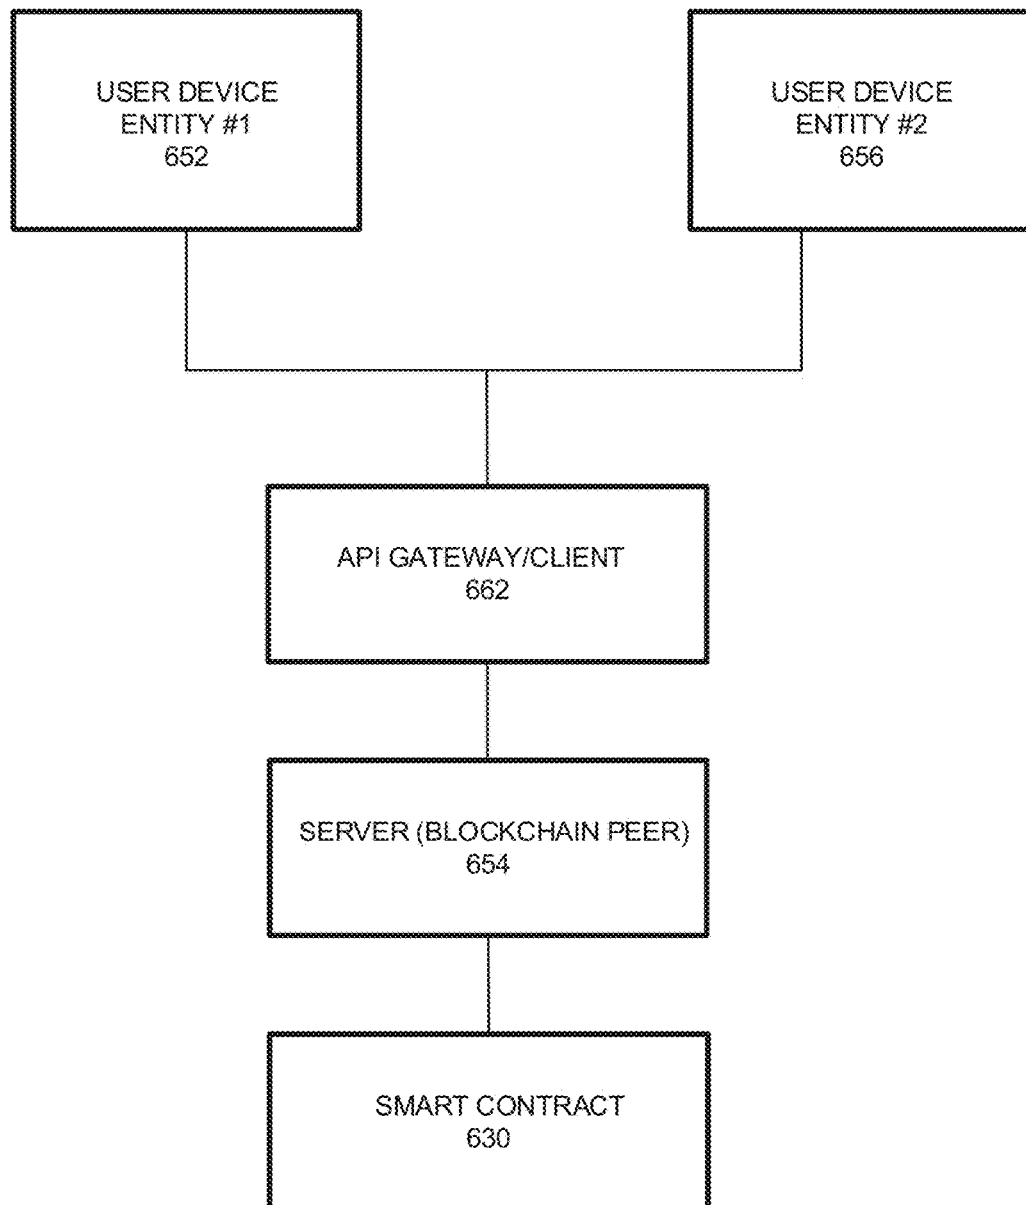 USER DEVICE
ENTITY #1
652
USER DEVICE
ENTITY #2
656
API GATEWAY/CLIENT
662
SERVER (BLOCKCHAIN PEER)
654
SMART CONTRACT
630